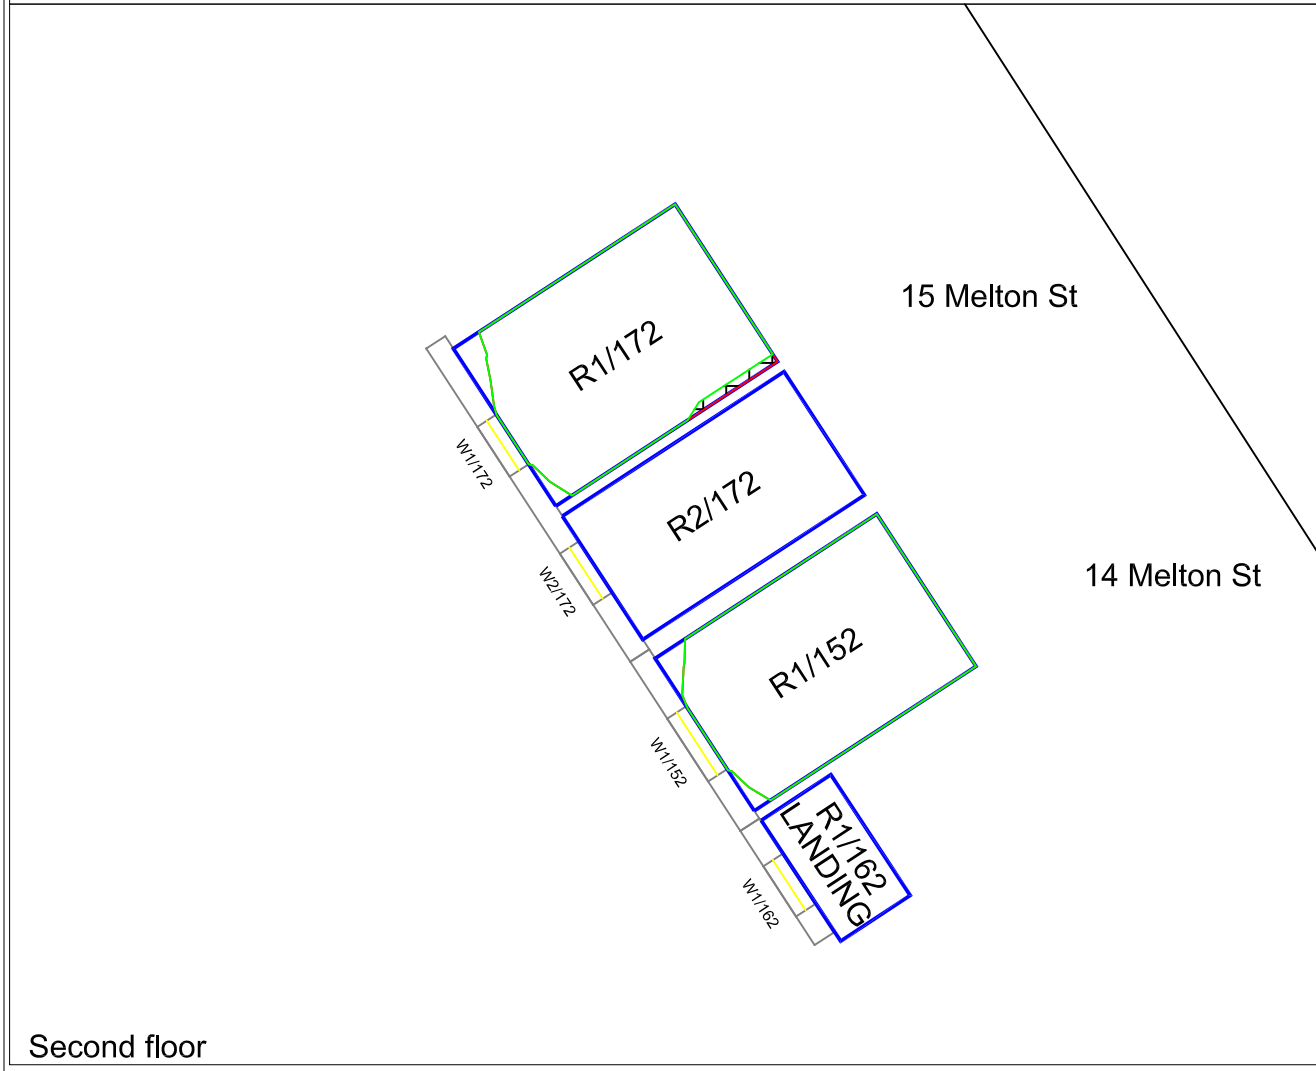 15 Melton St
R1/172
W1/172
R2/172
14 Melton St
W2/172
R1/152
W1/152
R1/162
LANDING
W1/162
Second floor